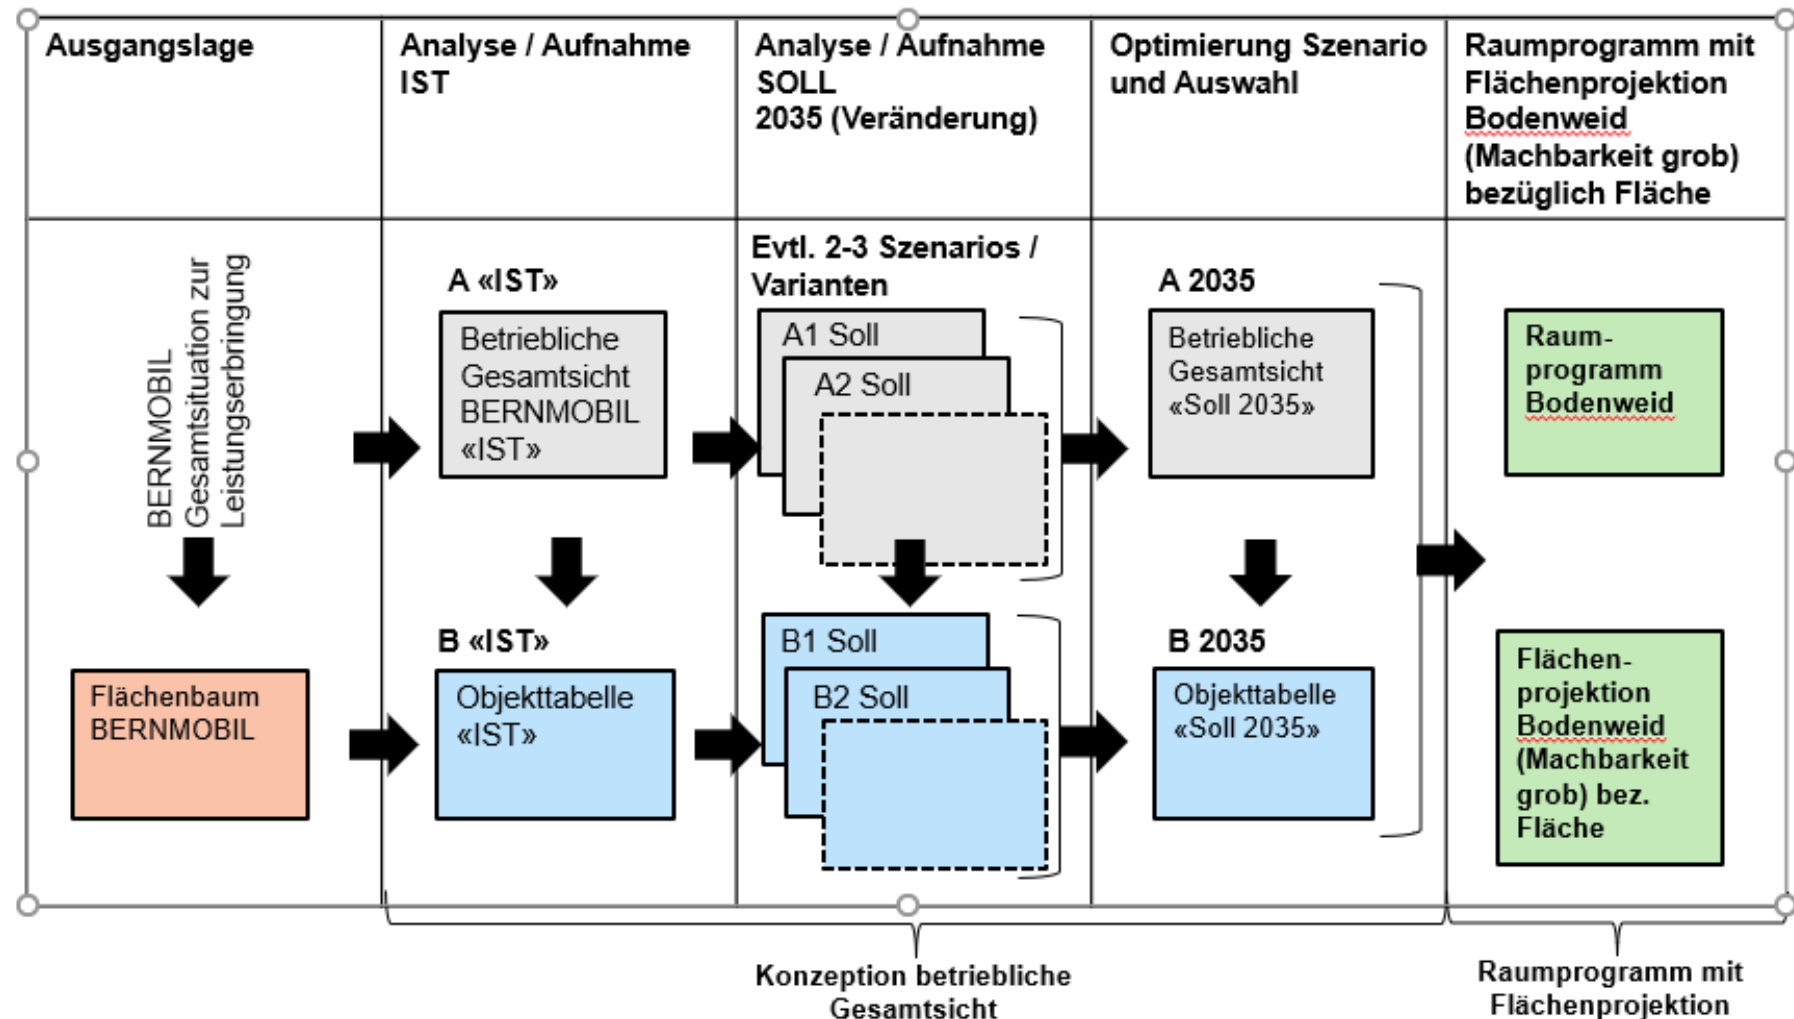 Ausgangslage
Analyse / Aufnahme
IST
Analyse / Aufnahme
SOLL
2035 (Veränderung)
Optimierung Szenario
und Auswahl
Raumprogramm mit
Flächenprojektion
Bodenweid
(Machbarkeit grob)
bezüglich Fläche
BERNMOBIL
Gesamtsituation zur
Leistungserbringung
Flächenbaum
BERNMOBIL
A «IST»
Betriebliche
Gesamtsicht
BERNMOBIL
«IST»
B «IST»
Objekttabelle
«IST»
Evtl. 2-3 Szenarios /
Varianten
A1 Soll
A2 Soll
B1 Soll
B2 Soll
A 2035
Betriebliche
Gesamtsicht
«Soll 2035»
B 2035
Objekttabelle
«Soll 2035»
Raum-
programm
Bodenweid
Flächen-
projektion
Bodenweid
(Machbarkeit
grob) bez.
Fläche
Konzeption betriebliche
Gesamtsicht
Raumprogramm mit
Flächenprojektion